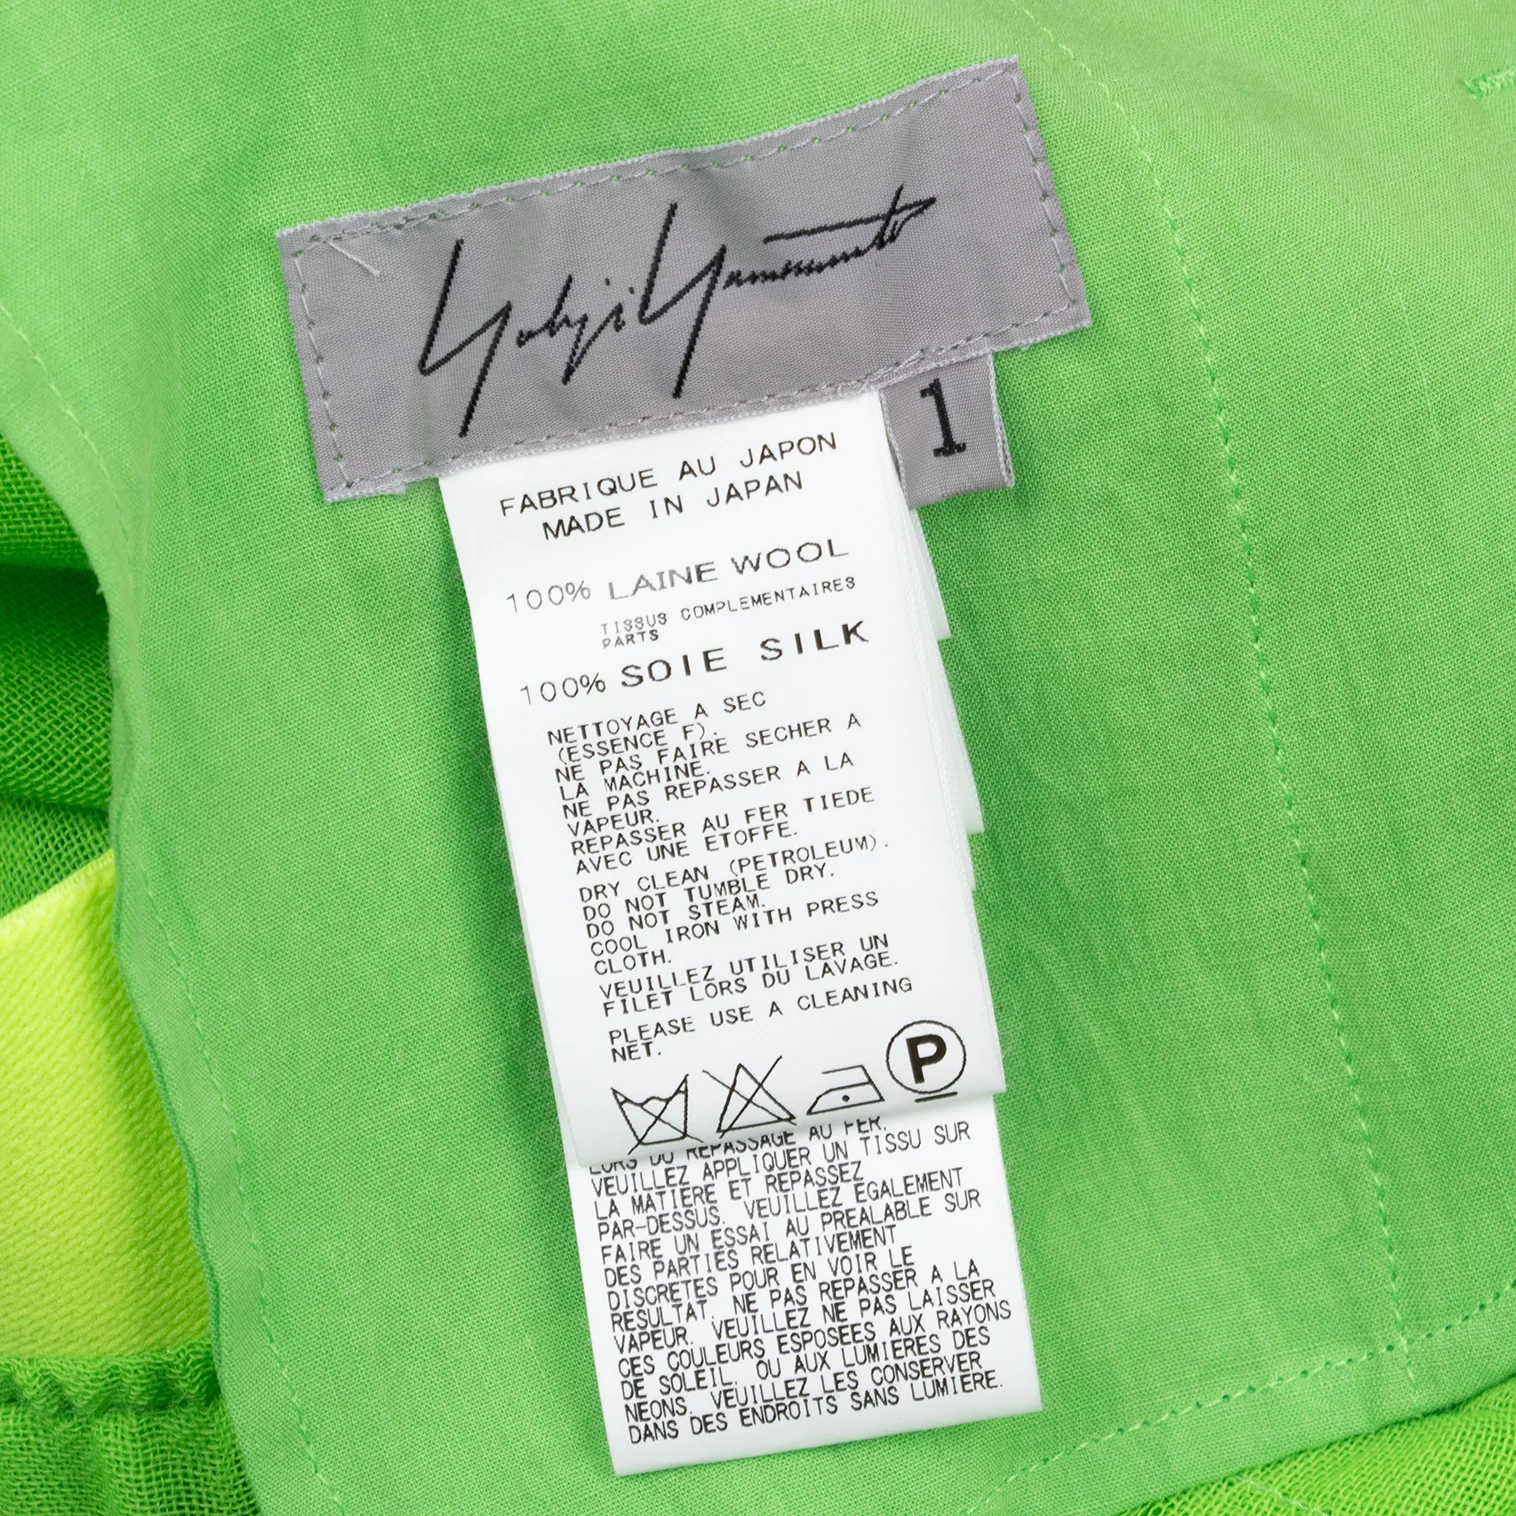 Yohji Yamamoto
1
FABRIQUE AU JAPON
MADE IN JAPAN
100% LAINE WOOL
TISSUS COMPLEMENTAIRES
PARTS
100% SOIE SILK
NETTOYAGE A SEC
(ESSENCE F).
NE PAS FAIRE SECHER A
LA MACHINE.
NE PAS REPASSER A LA
VAPEUR.
REPASSER AU FER TIEDE
AVEC UNE ETOFFE.
DRY CLEAN (PETROLEUM).
DO NOT TUMBLE DRY.
DO NOT STEAM.
COOL IRON WITH PRESS
CLOTH.
VEUILLEZ UTILISER UN
FILET LORS DU LAVAGE.
PLEASE USE A CLEANING
NET.
P
LORS DU REPASSAGE AU FER,
VEUILLEZ APPLIQUER UN TISSU SUR
LA MATIERE ET REPASSEZ
PAR-DESSUS. VEUILLEZ EGALEMENT
FAIRE UN ESSAI AU PREALABLE SUR
DES PARTIES RELATIVEMENT
DISCRETES POUR EN VOIR LE
RESULTAT. NE PAS REPASSER A LA
VAPEUR. VEUILLEZ NE PAS LAISSER
CES COULEURS ESPOSEES AUX RAYONS
DE SOLEIL. OU AUX LUMIERES DES
NEONS. VEUILLEZ LES CONSERVER
DANS DES ENDROITS SANS LUMIERE.